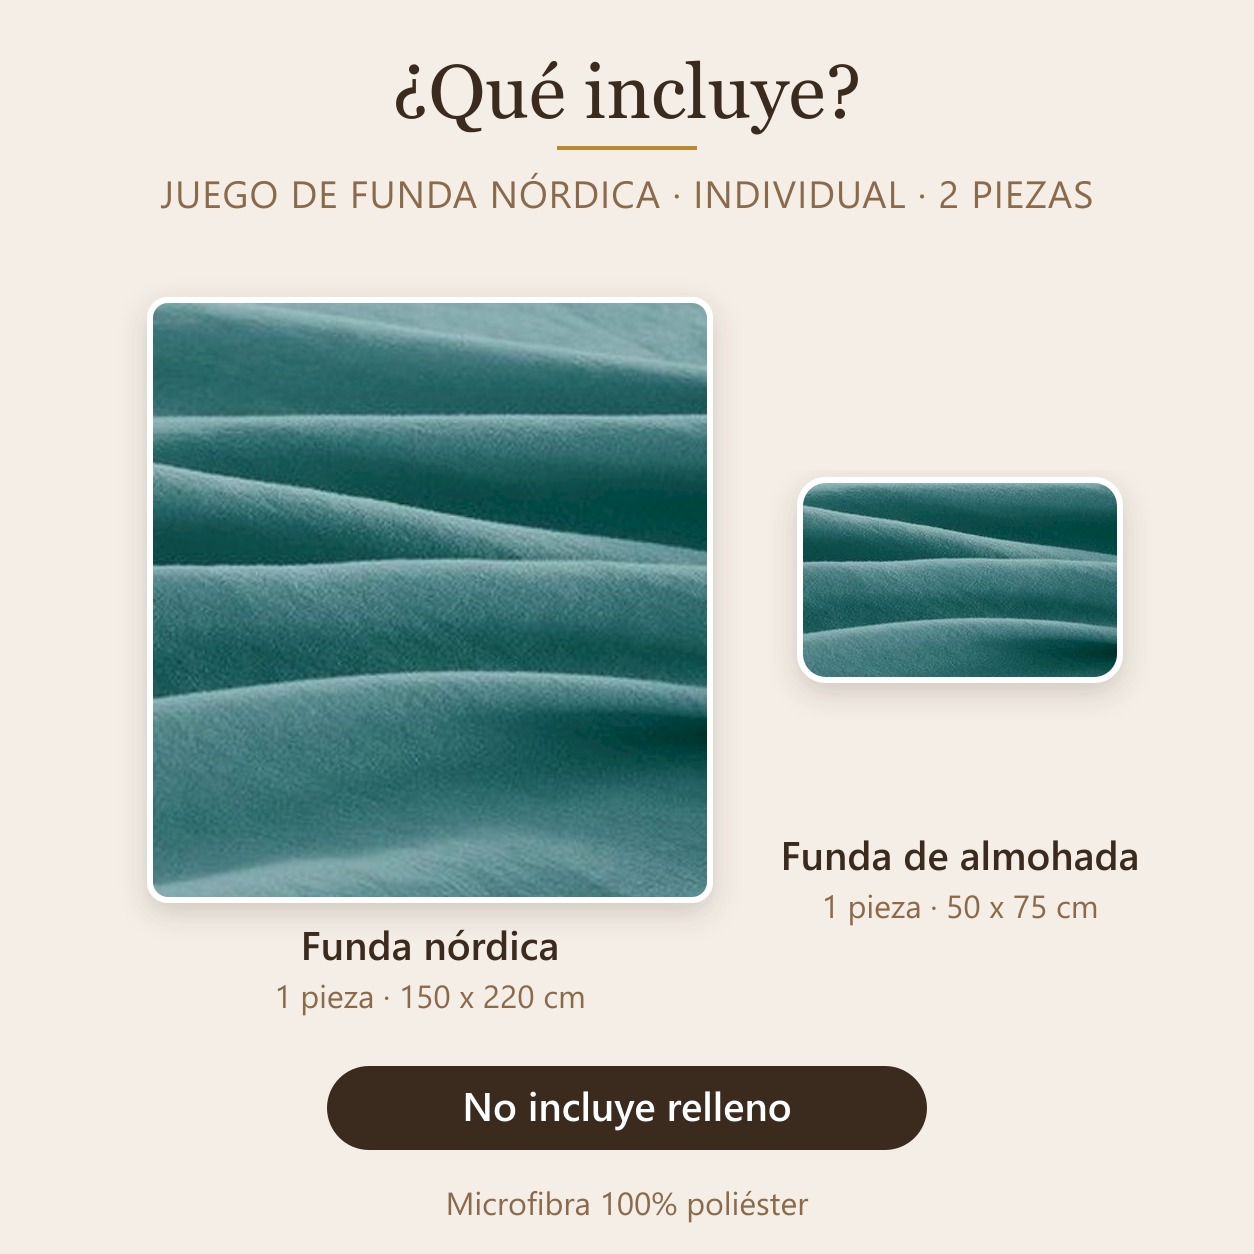 ¿Qué incluye?
JUEGO DE FUNDA NÓRDICA · INDIVIDUAL · 2 PIEZAS
Funda nórdica
1 pieza · 150 x 220 cm
Funda de almohada
1 pieza · 50 x 75 cm
No incluye relleno
Microfibra 100% poliéster